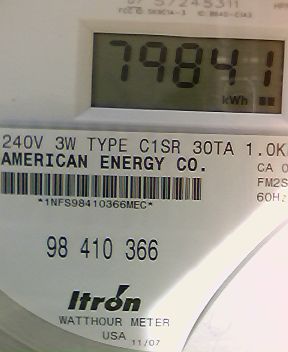 79841
kWh
240V 3W TYPE C1SR 30TA 1.0K
AMERICAN ENERGY CO.
CA 0
FM2S
60Hz
*1NFS98410366MEC*
98 410 366
Itron
WATTHOUR METER
USA 11/07